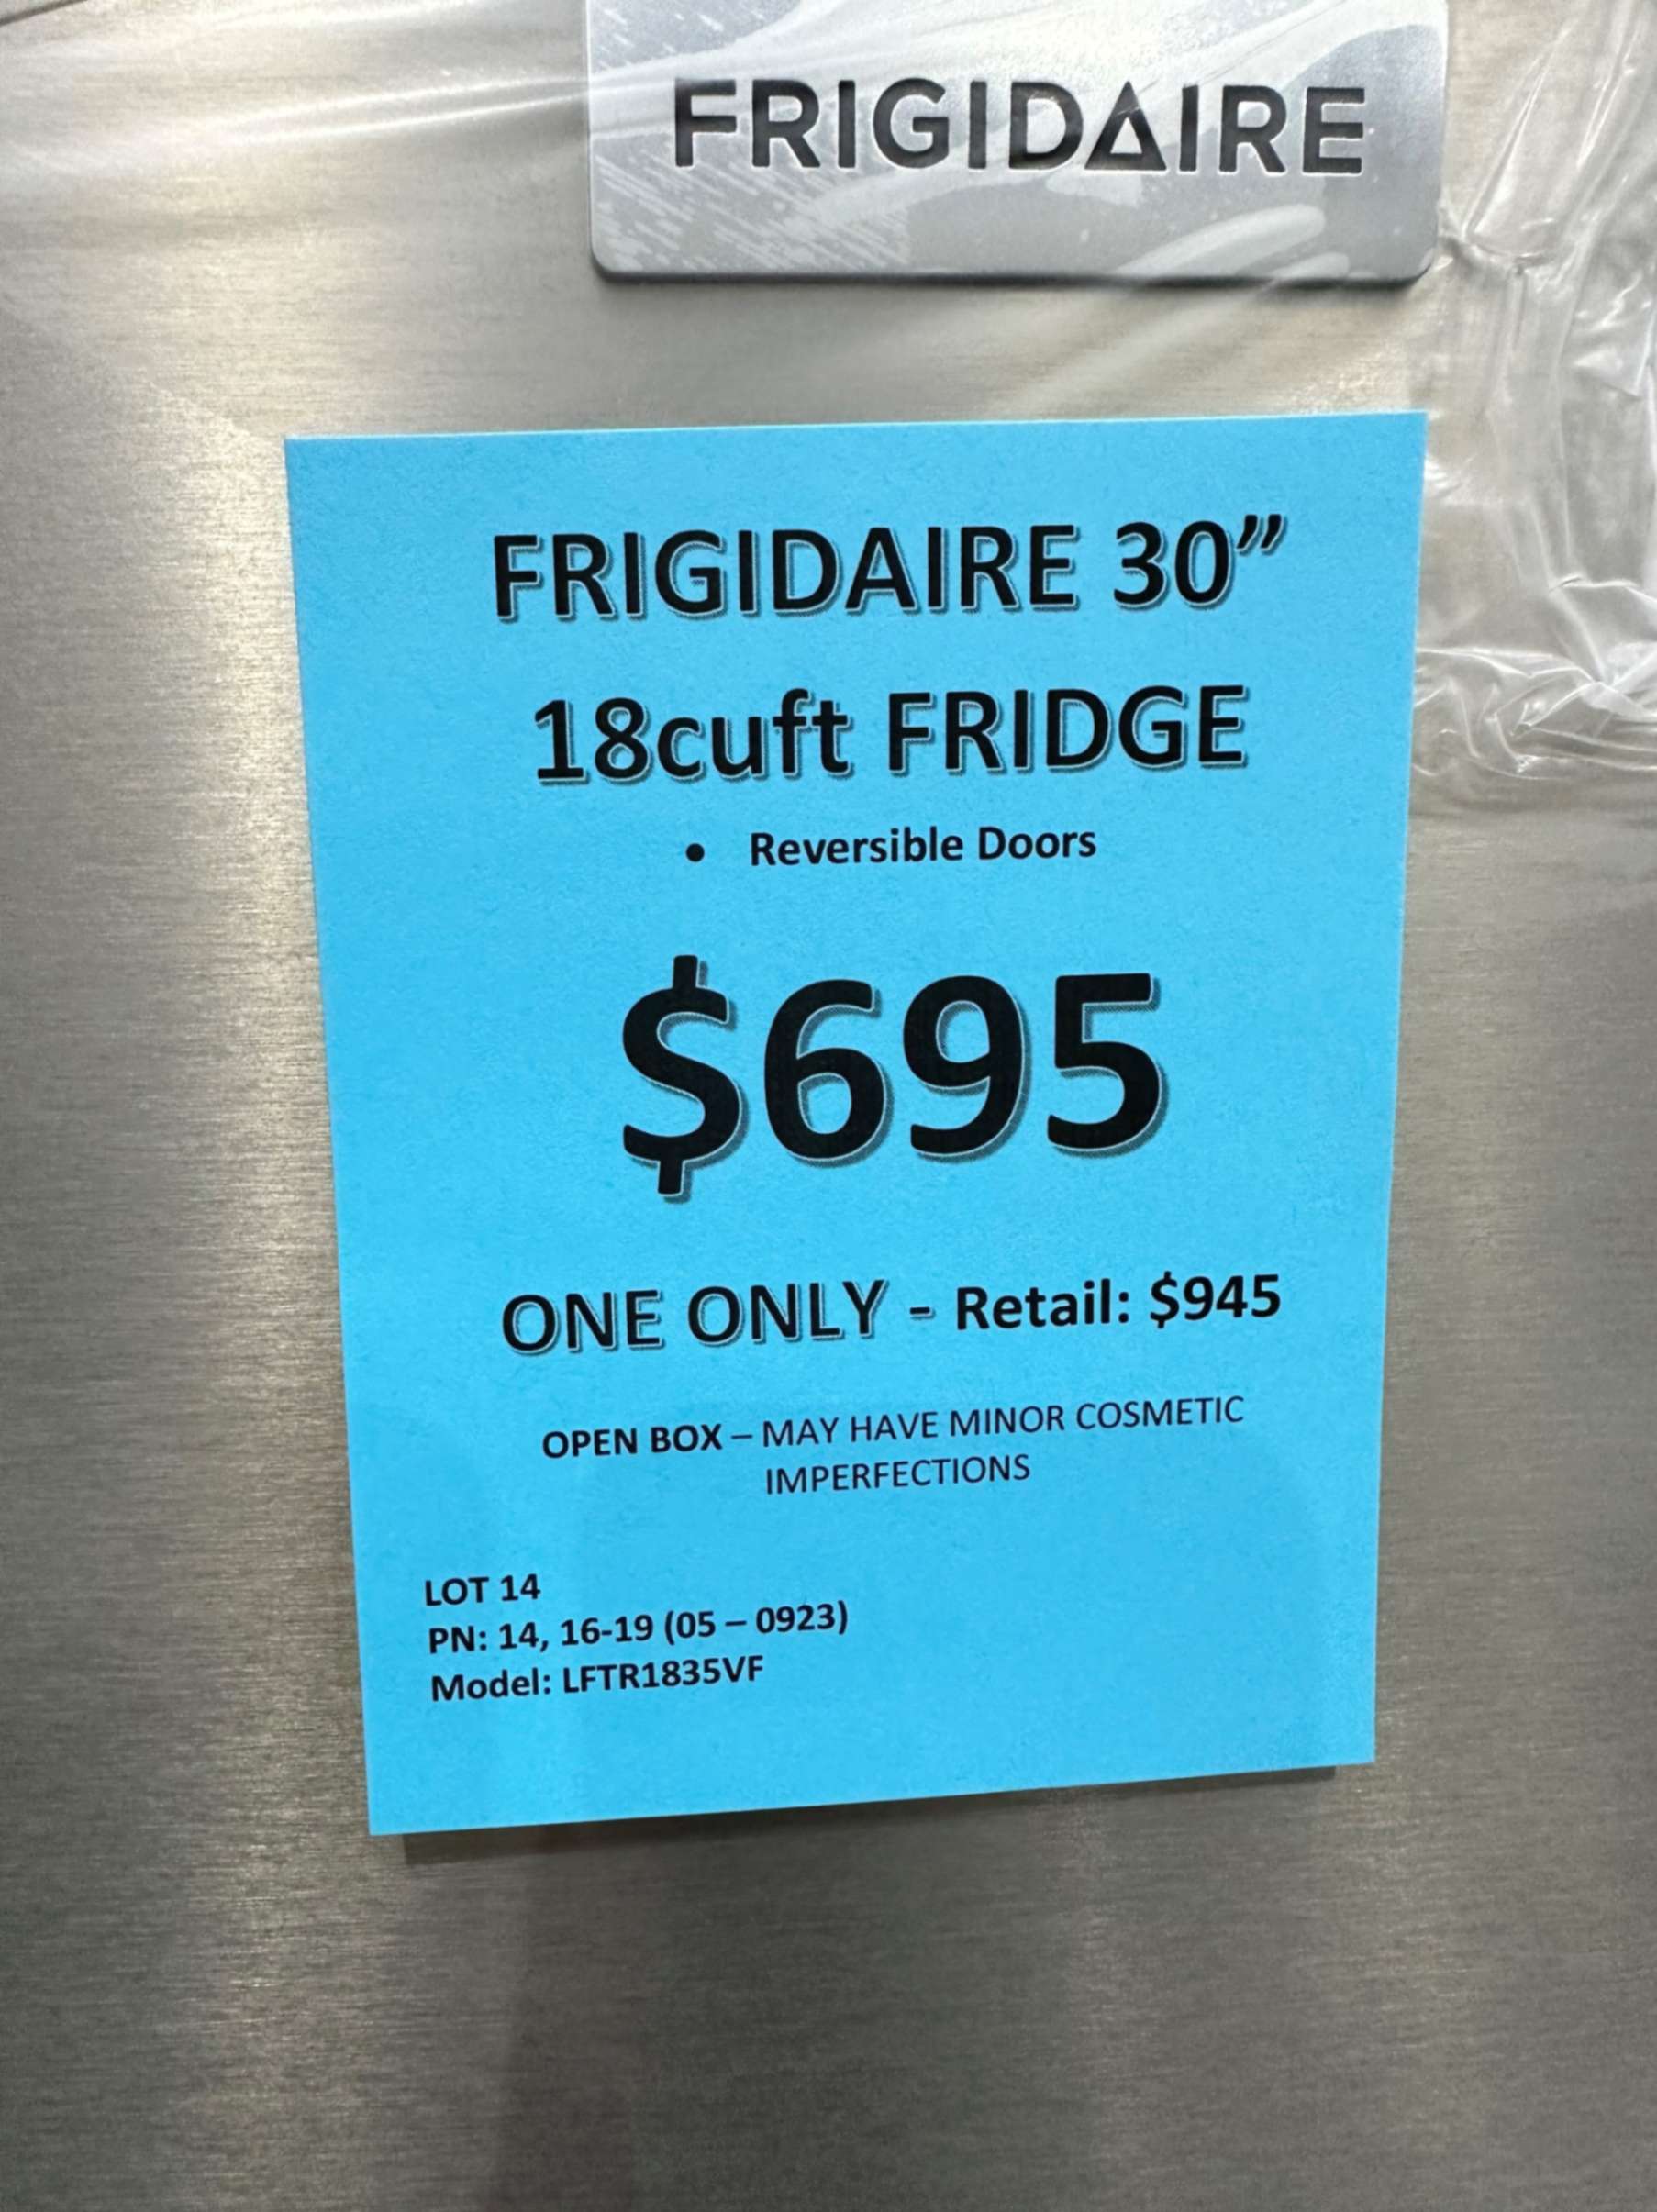 FRIGIDAIRE
FRIGIDAIRE 30”
18cuft FRIDGE
• Reversible Doors
$695
ONE ONLY - Retail: $945
OPEN BOX – MAY HAVE MINOR COSMETIC
IMPERFECTIONS
LOT 14
PN: 14, 16-19 (05 – 0923)
Model: LFTR1835VF